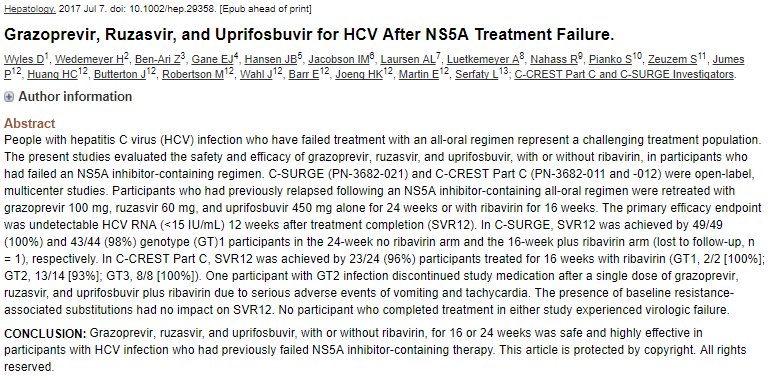 Hepatology. 2017 Jul 7. doi: 10.1002/hep.29358. [Epub ahead of print]
Grazoprevir, Ruzasvir, and Uprifosbuvir for HCV After NS5A Treatment Failure.
Wyles D1, Wedemeyer H2, Ben-Ari Z3, Gane EJ4, Hansen JB5, Jacobson IM6, Laursen AL7, Luetkemeyer A8, Nahass R9, Pianko S10, Zeuzem S11, Jumes
P12, Huang HC12, Butterton J12, Robertson M12, Wahl J12, Barr E12, Joeng HK12, Martin E12, Serfaty L13; C-CREST Part C and C-SURGE Investigators.
Author information
Abstract
People with hepatitis C virus (HCV) infection who have failed treatment with an all-oral regimen represent a challenging treatment population.
The present studies evaluated the safety and efficacy of grazoprevir, ruzasvir, and uprifosbuvir, with or without ribavirin, in participants who
had failed an NS5A inhibitor-containing regimen. C-SURGE (PN-3682-021) and C-CREST Part C (PN-3682-011 and -012) were open-label,
multicenter studies. Participants who had previously relapsed following an NS5A inhibitor-containing all-oral regimen were retreated with
grazoprevir 100 mg, ruzasvir 60 mg, and uprifosbuvir 450 mg alone for 24 weeks or with ribavirin for 16 weeks. The primary efficacy endpoint
was undetectable HCV RNA (<15 IU/mL) 12 weeks after treatment completion (SVR12). In C-SURGE, SVR12 was achieved by 49/49
(100%) and 43/44 (98%) genotype (GT)1 participants in the 24-week no ribavirin arm and the 16-week plus ribavirin arm (lost to follow-up, n
= 1), respectively. In C-CREST Part C, SVR12 was achieved by 23/24 (96%) participants treated for 16 weeks with ribavirin (GT1, 2/2 [100%];
GT2, 13/14 [93%]; GT3, 8/8 [100%]). One participant with GT2 infection discontinued study medication after a single dose of grazoprevir,
ruzasvir, and uprifosbuvir plus ribavirin due to serious adverse events of vomiting and tachycardia. The presence of baseline resistance-
associated substitutions had no impact on SVR12. No participant who completed treatment in either study experienced virologic failure.
CONCLUSION: Grazoprevir, ruzasvir, and uprifosbuvir, with or without ribavirin, for 16 or 24 weeks was safe and highly effective in
participants with HCV infection who had previously failed NS5A inhibitor-containing therapy. This article is protected by copyright. All rights
reserved.